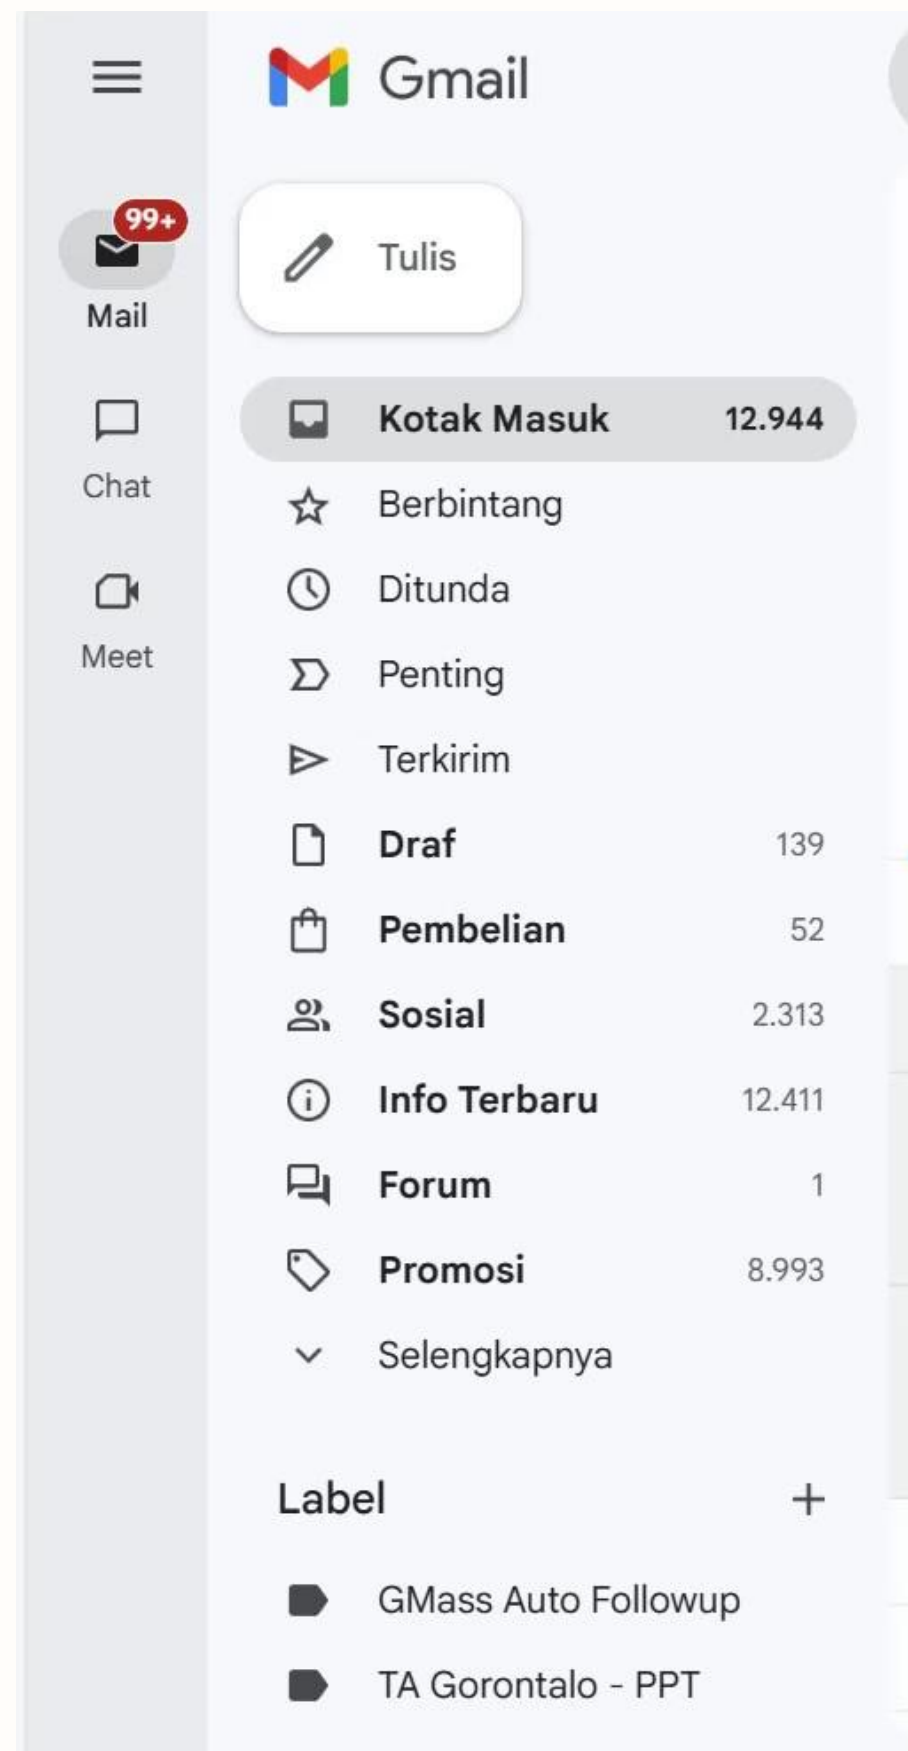 Gmail
99+
Mail
Chat
Meet
Tulis
Kotak Masuk 12.944
Berbintang
Ditunda
Penting
Terkirim
Draf 139
Pembelian 52
Sosial 2.313
Info Terbaru 12.411
Forum 1
Promosi 8.993
Selengkapnya
Label +
GMass Auto Followup
TA Gorontalo - PPT